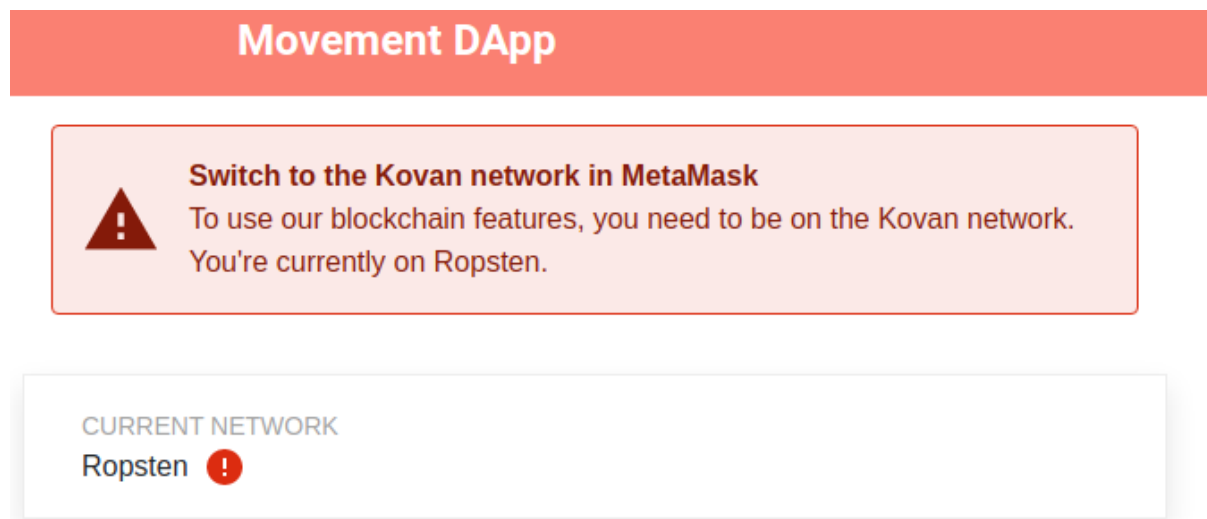 Movement DApp
Switch to the Kovan network in MetaMask
To use our blockchain features, you need to be on the Kovan network.
You're currently on Ropsten.
CURRENT NETWORK
Ropsten